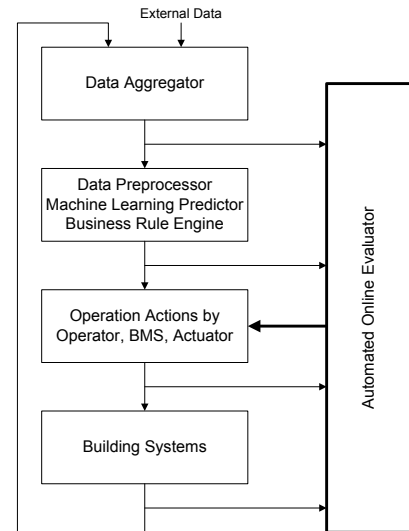 External Data
Data Aggregator
Data Preprocessor
Machine Learning Predictor
Business Rule Engine
Operation Actions by
Operator, BMS, Actuator
Building Systems
Automated Online Evaluator